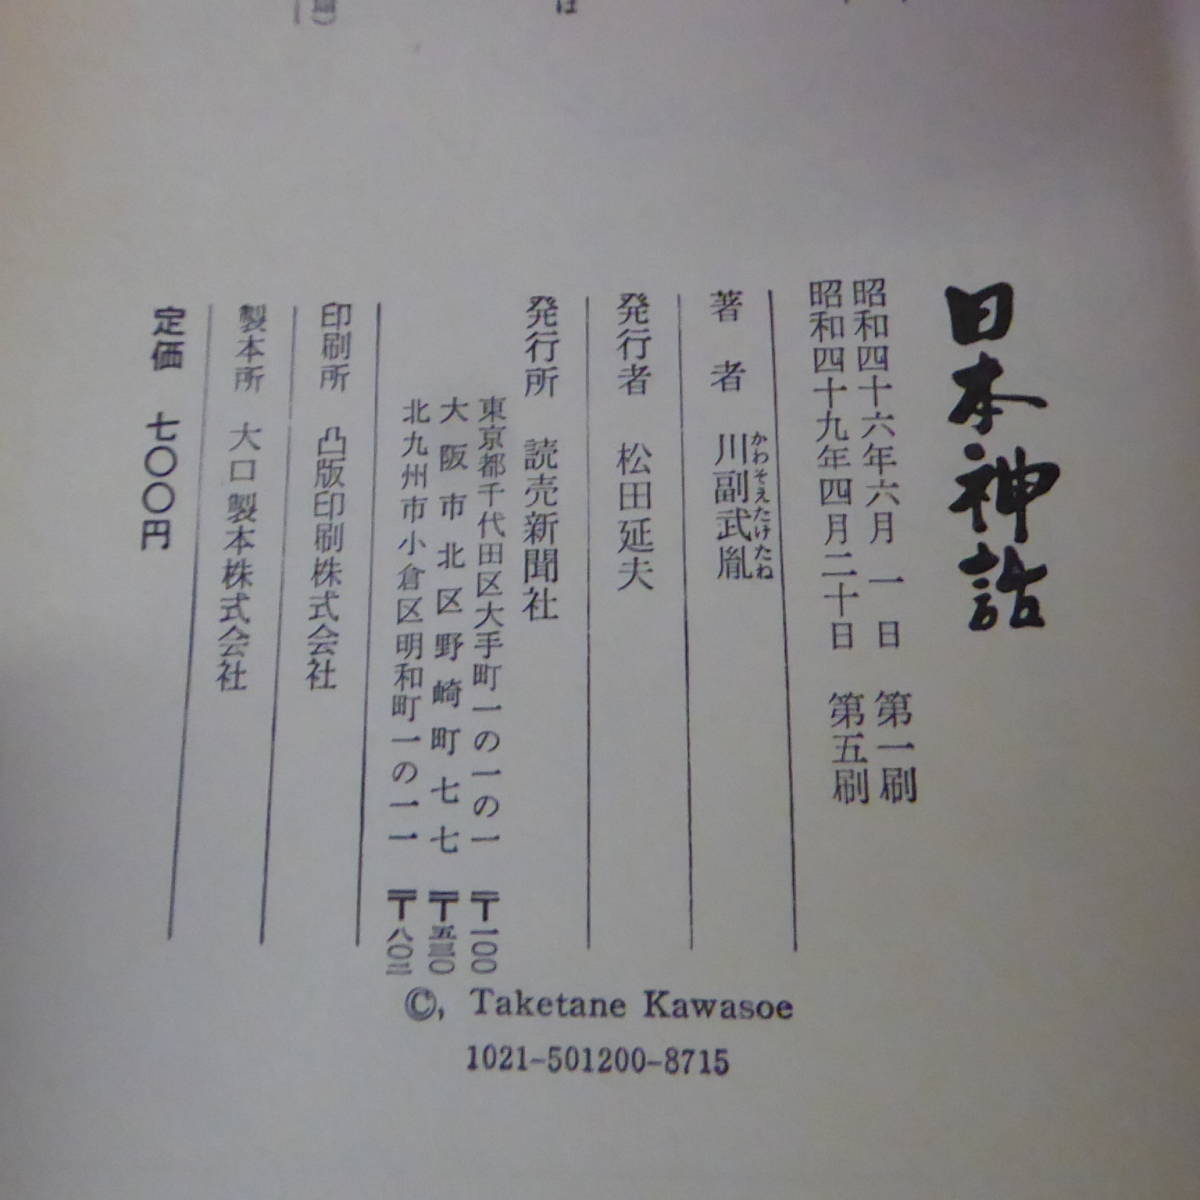 日本神話
昭和四十六年六月 一 日 第一刷
昭和四十九年四月二十日 第五刷
著者 川副武胤
かわそえたけたね
発行者 松田延夫
発行所 読売新聞社
東京都千代田区大手町一の一の一 〒一〇〇
大阪市北区野崎町七七 〒五三〇
北九州市小倉区明和町一の一一 〒八〇二
印刷所 凸版印刷株式会社
製本所 大口製本株式会社
定価 七〇〇円
©, Taketane Kawasoe
1021-501200-8715